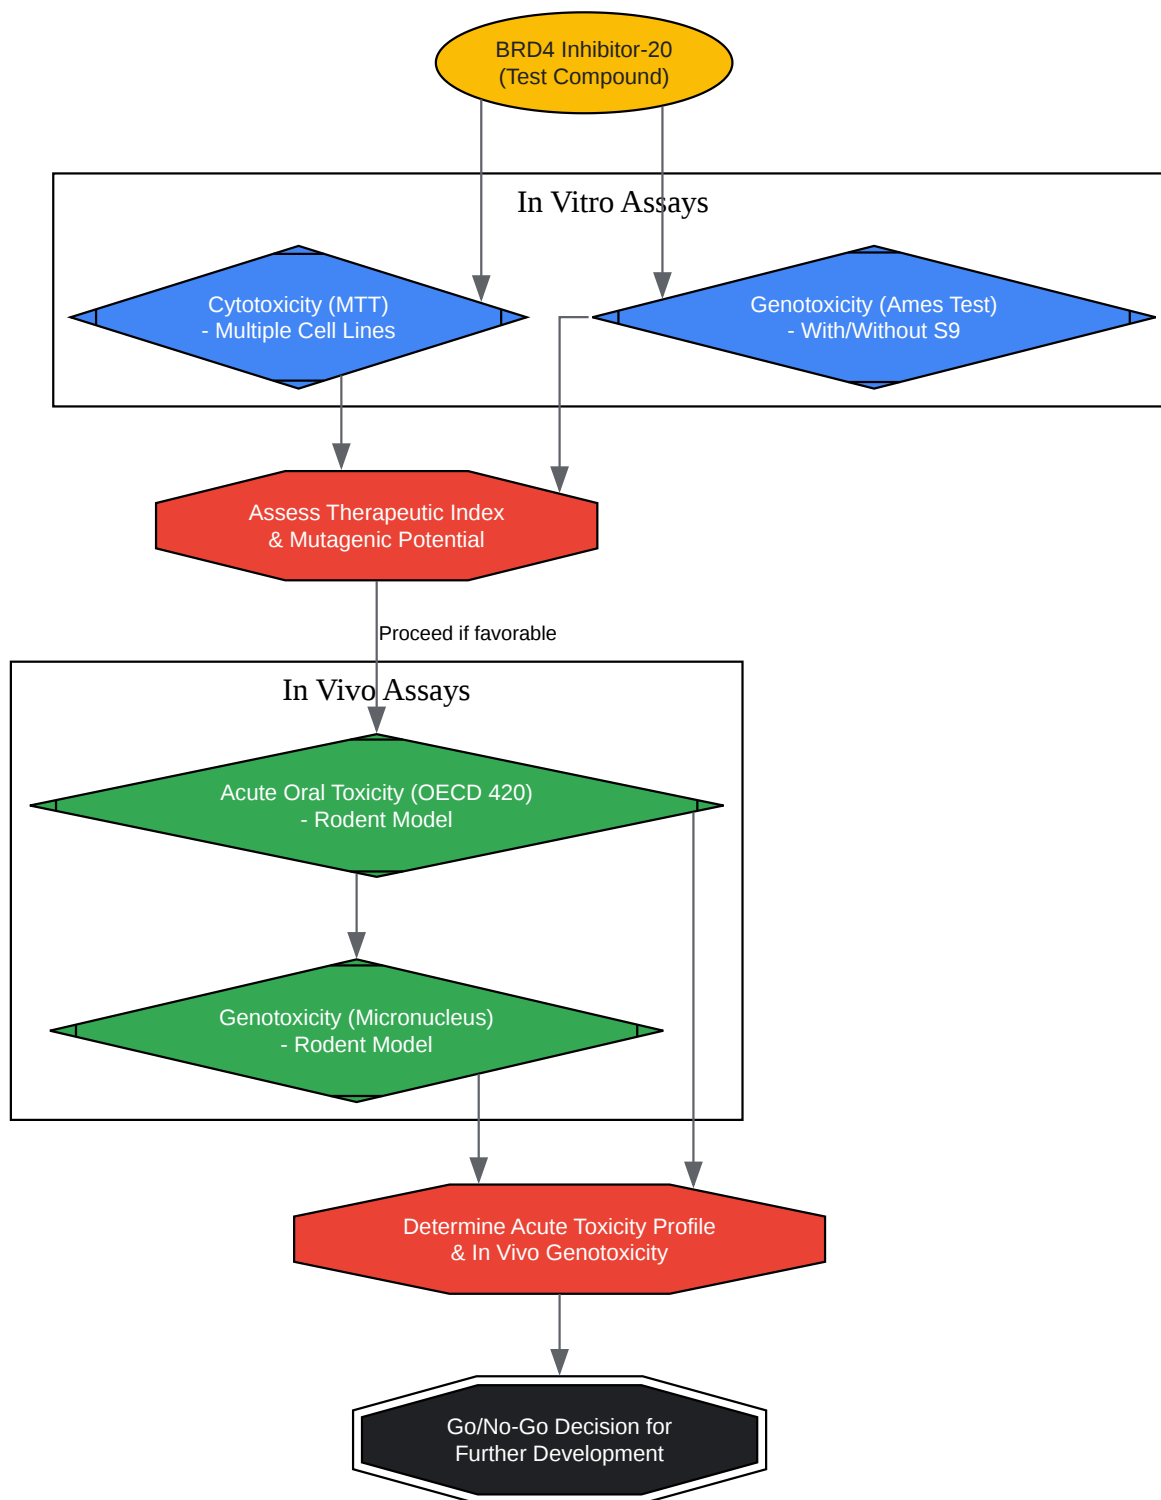 BRD4 Inhibitor-20
(Test Compound)
In Vitro Assays
Cytotoxicity (MTT)
- Multiple Cell Lines
Genotoxicity (Ames Test)
- With/Without S9
Assess Therapeutic Index
& Mutagenic Potential
Proceed if favorable
In Vivo Assays
Acute Oral Toxicity (OECD 420)
- Rodent Model
Genotoxicity (Micronucleus)
- Rodent Model
Determine Acute Toxicity Profile
& In Vivo Genotoxicity
Go/No-Go Decision for
Further Development